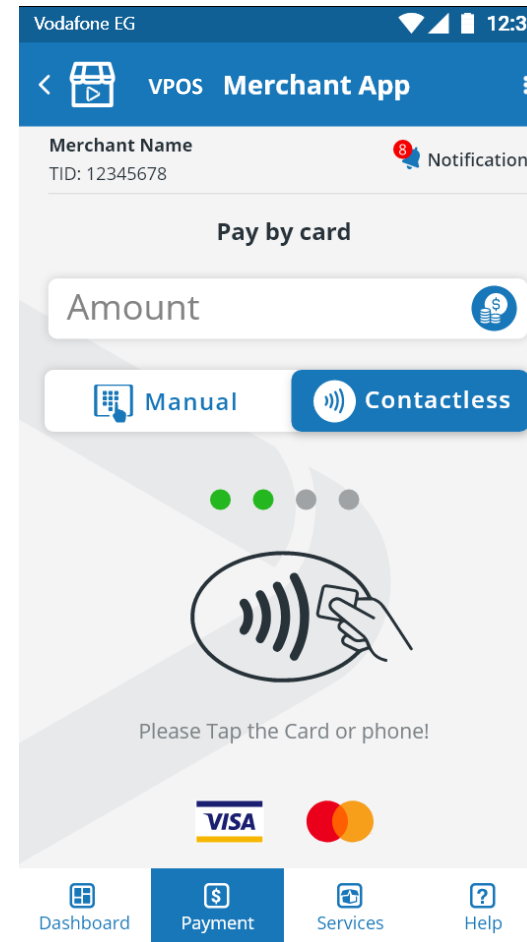 Vodafone EG 12:3
VPOS Merchant App
Merchant Name
TID: 12345678
8 Notification
Pay by card
Amount
Manual Contactless
Please Tap the Card or phone!
VISA
Dashboard Payment Services Help